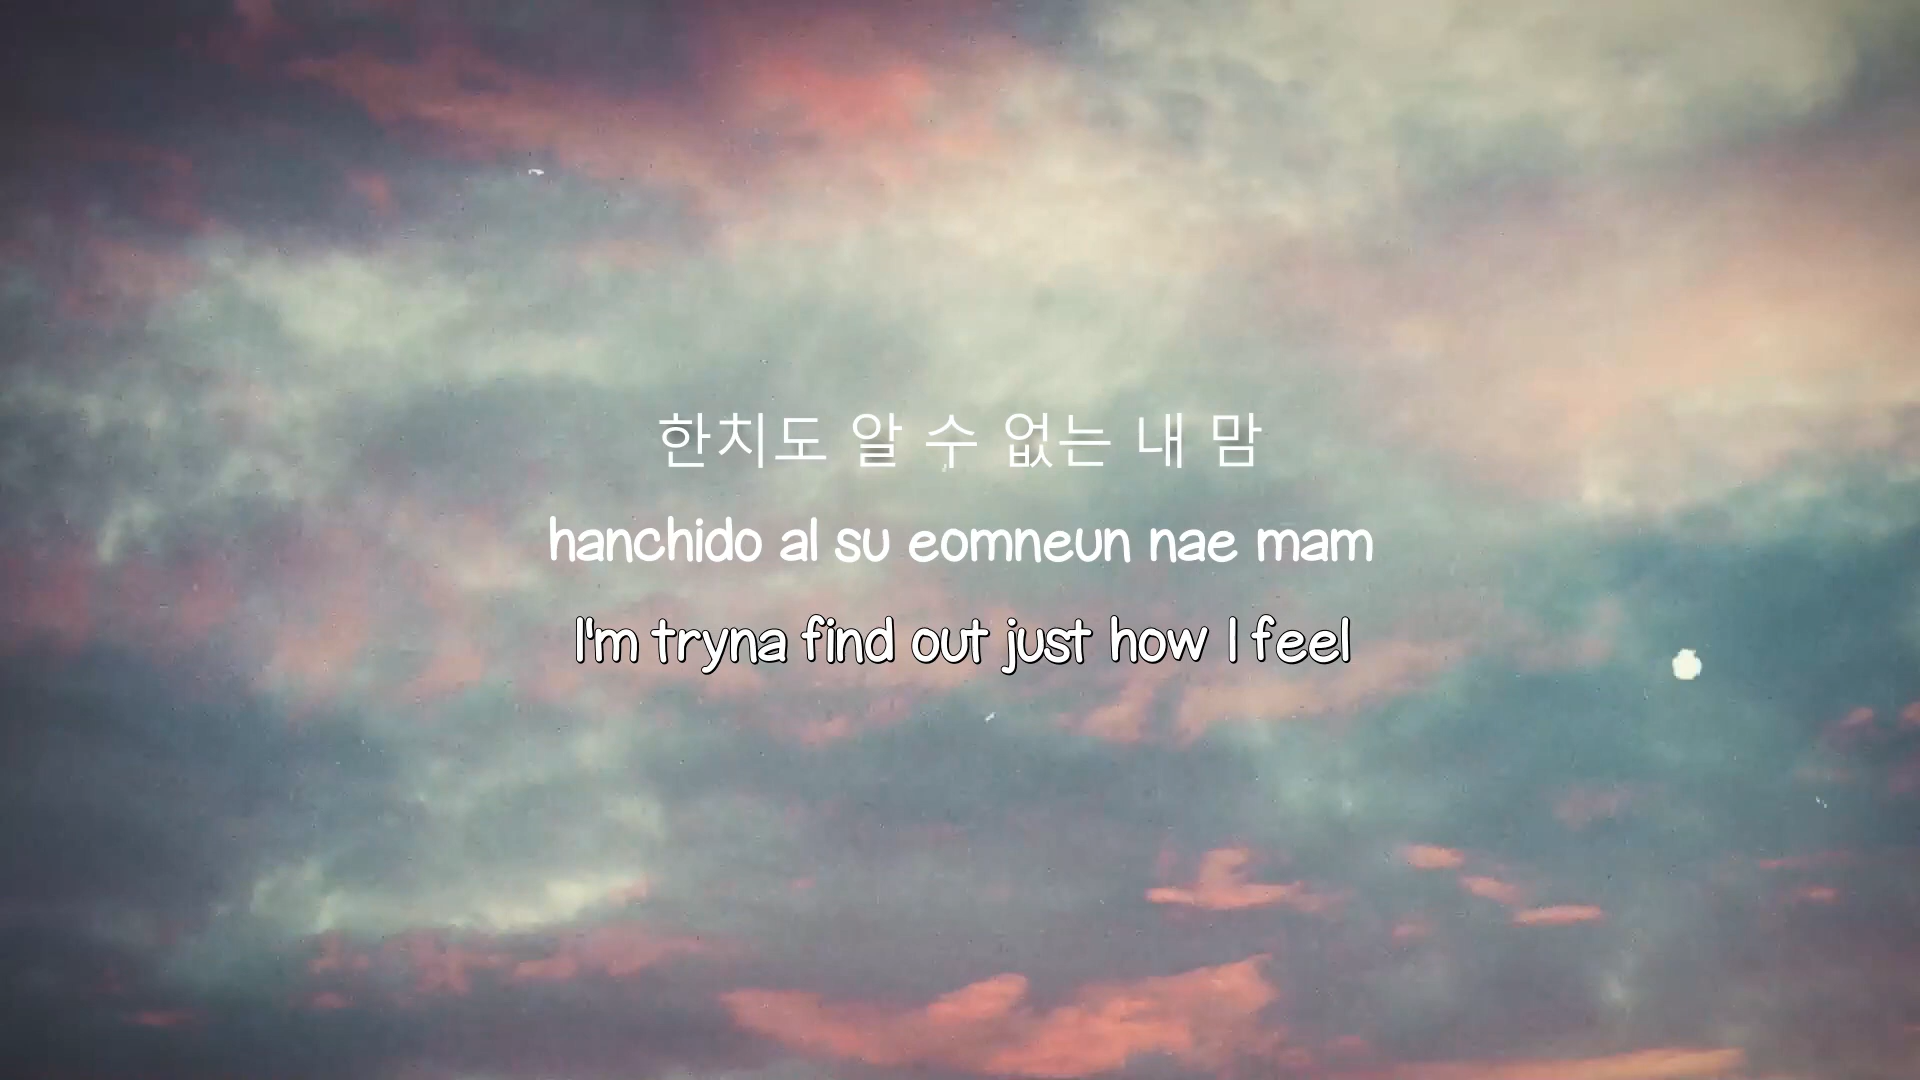 한치도 알 수 없는 내 맘
hanchido al su eomneun nae mam
I'm tryna find out just how I feel